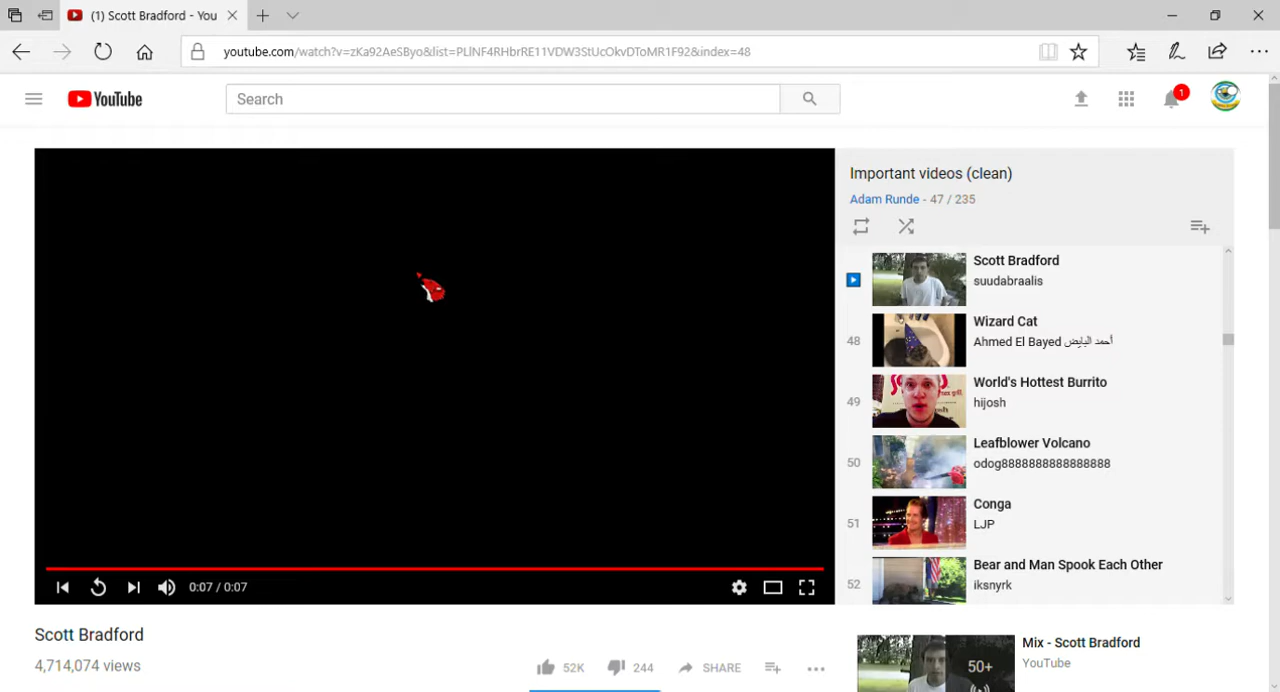 (1) Scott Bradford - You
youtube.com/watch?v=zKa92AeSByo&list=PLlNF4RHbrRE11VDW3StUcOkvDToMR1F92&index=48
YouTube
Search
1
Important videos (clean)
Adam Runde - 47 / 235
Scott Bradford
suudabraalis
48
Wizard Cat
Ahmed El Bayed أحمد البايض
49
World's Hottest Burrito
hijosh
50
Leafblower Volcano
odog8888888888888888
51
Conga
LJP
52
Bear and Man Spook Each Other
iksnyrk
0:07 / 0:07
Scott Bradford
4,714,074 views
52K
244
SHARE
50+
Mix - Scott Bradford
YouTube